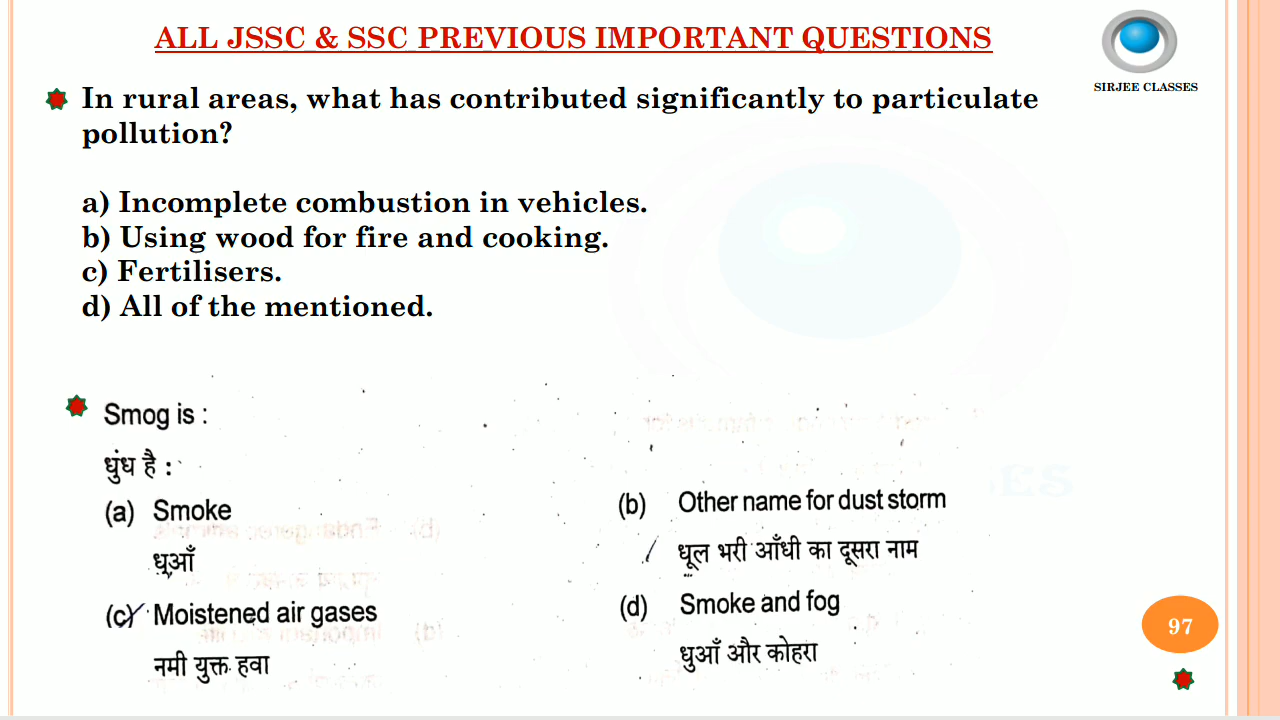 ALL JSSC & SSC PREVIOUS IMPORTANT QUESTIONS
SIRJEE CLASSES
In rural areas, what has contributed significantly to particulate
pollution?
a) Incomplete combustion in vehicles.
b) Using wood for fire and cooking.
c) Fertilisers.
d) All of the mentioned.
Smog is :
धुंध है :
(a) Smoke
धूआँ
(b) Other name for dust storm
धूल भरी आँधी का दूसरा नाम
(c) Moistened air gases
नमी युक्त हवा
(d) Smoke and fog
धुआँ और कोहरा
97